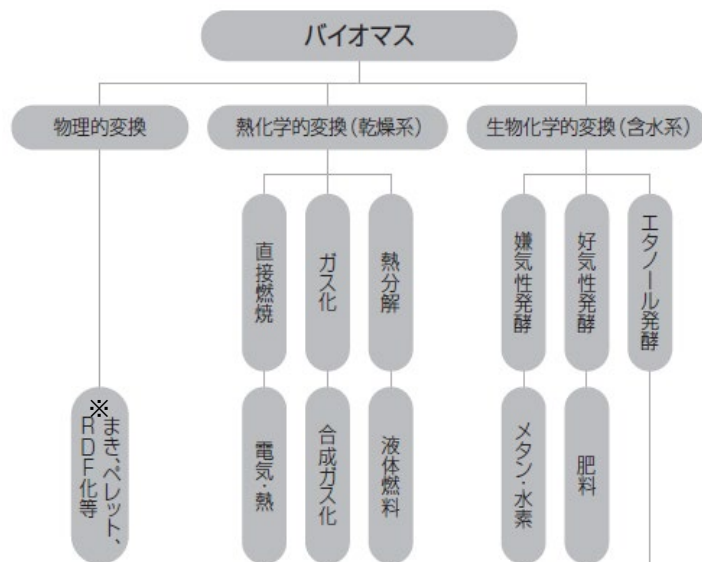 バイオマス
物理的変換
熱化学的変換（乾燥系）
生物化学的変換（含水系）
直接燃焼
ガス化
熱分解
嫌気性発酵
好気性発酵
エタノール発酵
※
まき、ペレット、
RDF化等
電気・熱
合成ガス化
液体燃料
メタン・水素
肥料